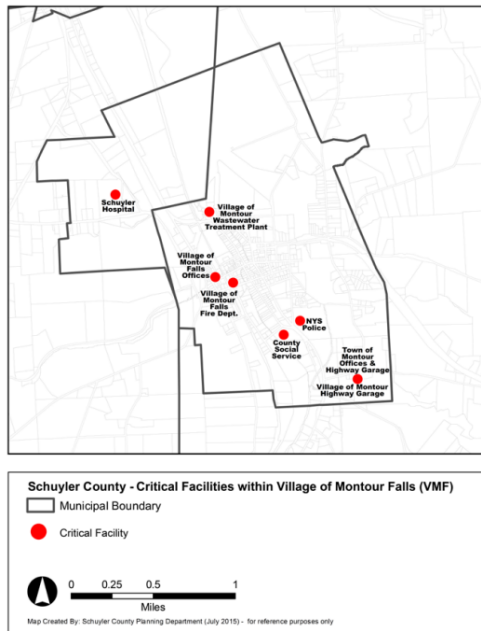 Schuyler
Hospital
Village of
Montour
Wastewater
Treatment Plant
Village of
Montour
Falls
Offices
Village of
Montour
Falls
Fire Dept.
NYS
Police
County
Social
Service
Town of
Montour
Offices &
Highway Garage
Village of Montour
Highway Garage
Schuyler County - Critical Facilities within Village of Montour Falls (VMF)
Municipal Boundary
Critical Facility
0 0.25 0.5 1
Miles
Map Created By: Schuyler County Planning Department (July 2015) - for reference purposes only